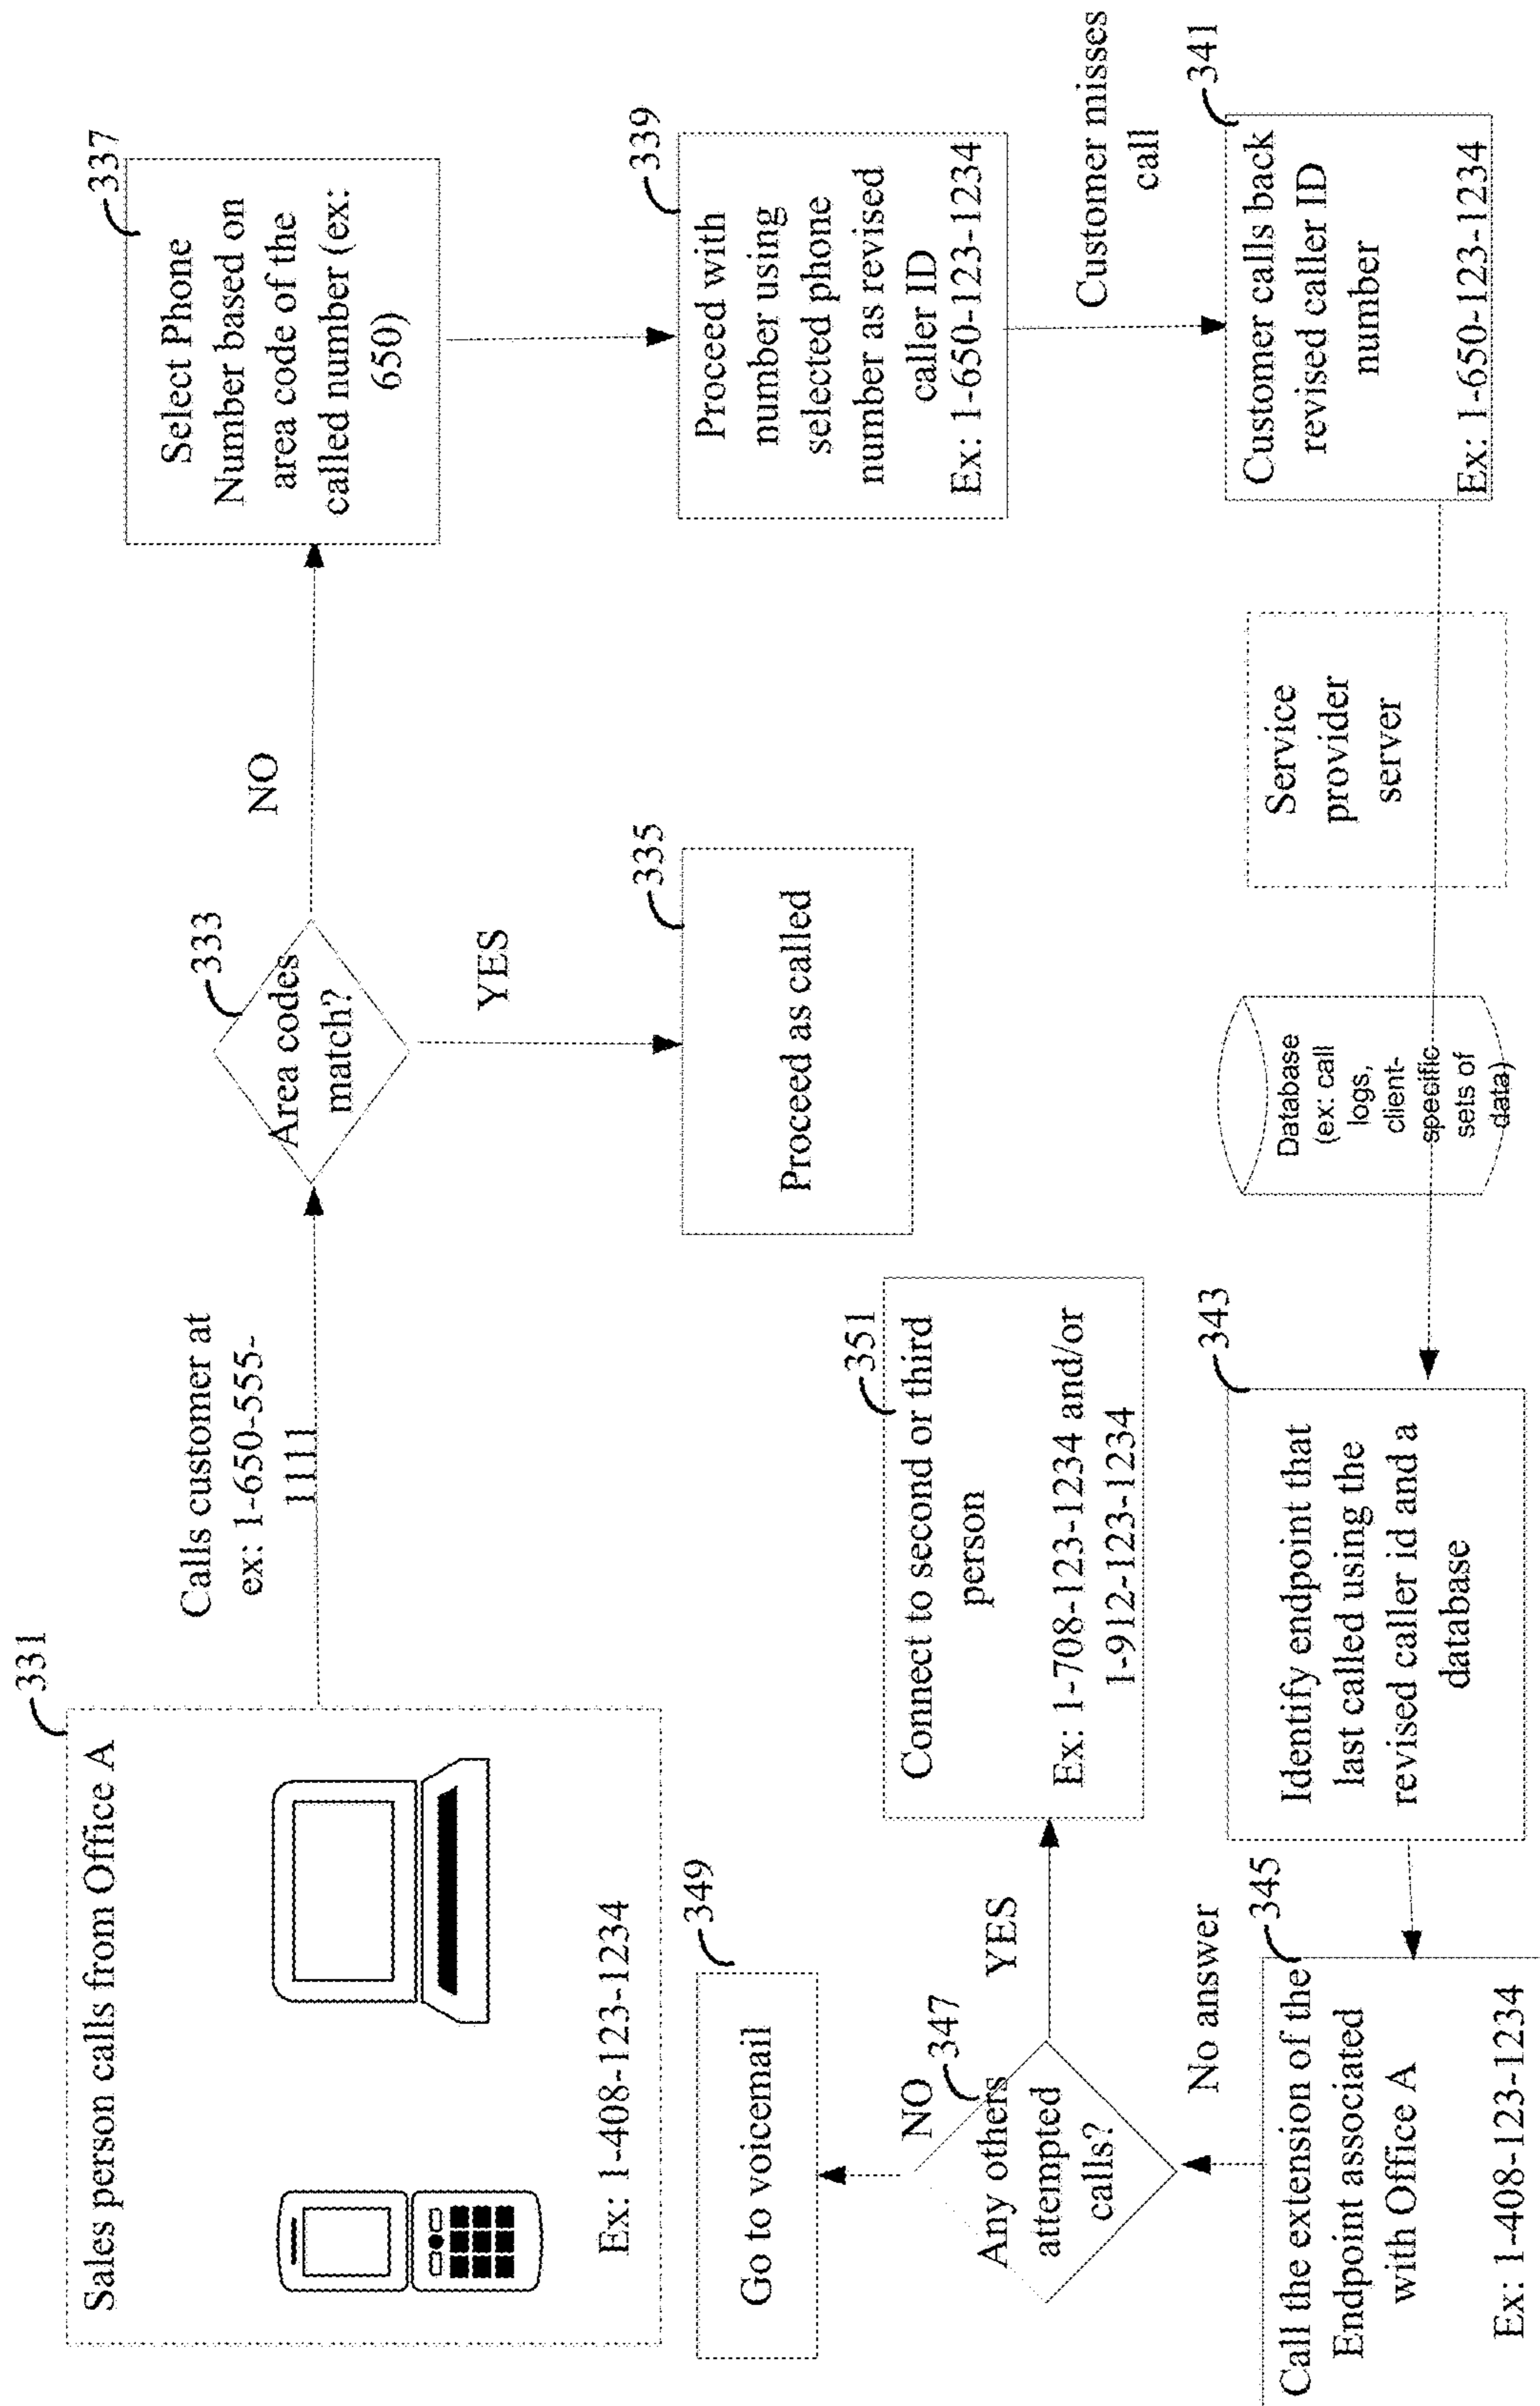 331
Sales person calls from Office A
Ex: 1-408-123-1234
Calls customer at
ex: 1-650-555-
1111
333
Area codes
match?
NO
YES
335
Proceed as called
337
Select Phone
Number based on
area code of the
called number (ex:
650)
339
Proceed with
number using
selected phone
number as revised
caller ID
Ex: 1-650-123-1234
Customer misses
call
341
Customer calls back
revised caller ID
number
Ex: 1-650-123-1234
Service
provider
server
Database
(ex: call
logs,
client-
specific
sets of
data)
343
Identify endpoint that
last called using the
revised caller id and a
database
345
Call the extension of the
Endpoint associated
with Office A
Ex: 1-408-123-1234
No answer
347
Any others
attempted
calls?
NO
YES
349
Go to voicemail
351
Connect to second or third
person
Ex: 1-708-123-1234 and/or
1-912-123-1234